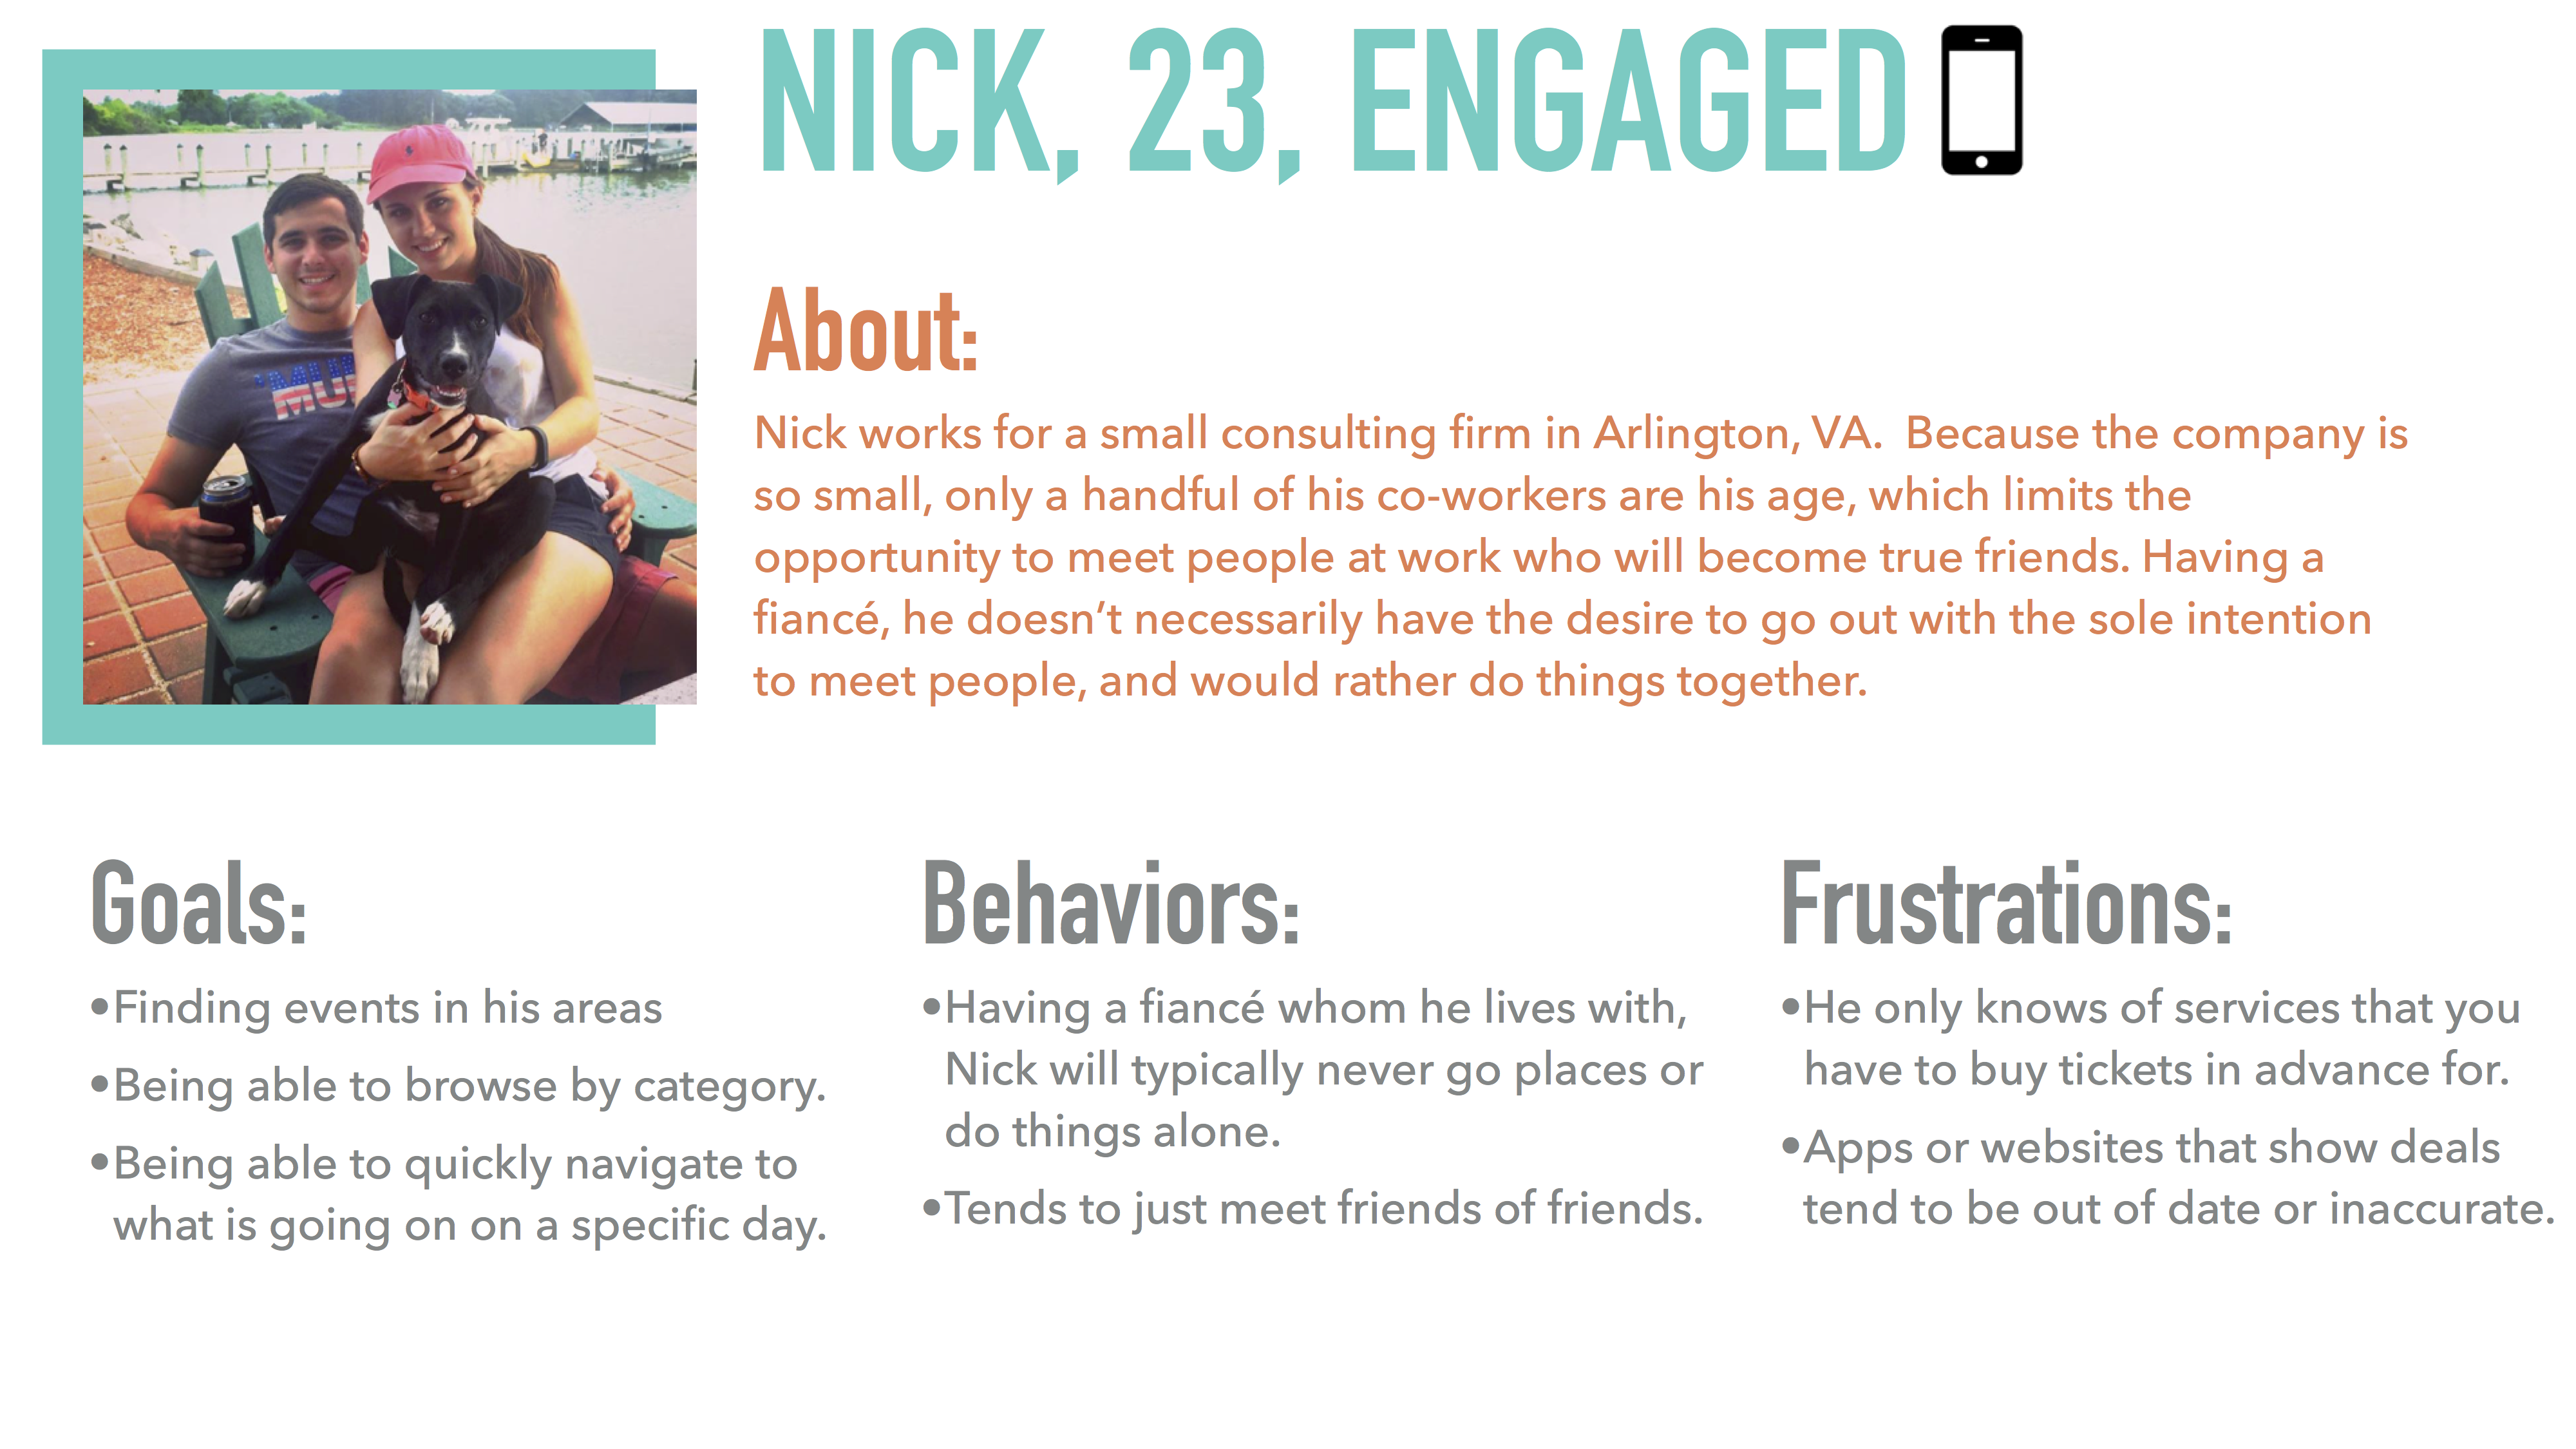 NICK, 23, ENGAGED
'MU
About:
Nick works for a small consulting firm in Arlington, VA.  Because the company is
so small, only a handful of his co-workers are his age, which limits the
opportunity to meet people at work who will become true friends. Having a
fiancé, he doesn’t necessarily have the desire to go out with the sole intention
to meet people, and would rather do things together.
Goals:
•Finding events in his areas
•Being able to browse by category.
•Being able to quickly navigate to
what is going on on a specific day.
Behaviors:
•Having a fiancé whom he lives with,
Nick will typically never go places or
do things alone.
•Tends to just meet friends of friends.
Frustrations:
•He only knows of services that you
have to buy tickets in advance for.
•Apps or websites that show deals
tend to be out of date or inaccurate.